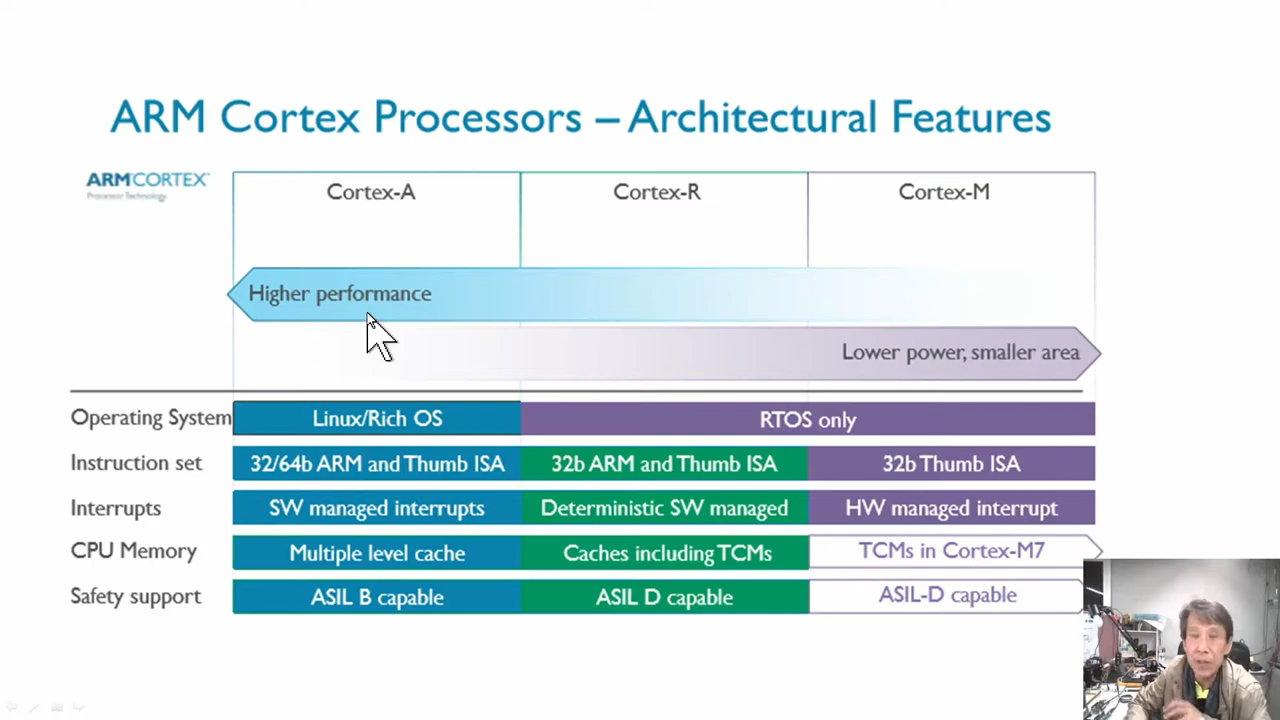 ARM Cortex Processors – Architectural Features
ARMCORTEX
Processor Technology
Cortex-A Cortex-R Cortex-M
Higher performance
Lower power, smaller area
Operating System Linux/Rich OS RTOS only
Instruction set 32/64b ARM and Thumb ISA 32b ARM and Thumb ISA 32b Thumb ISA
Interrupts SW managed interrupts Deterministic SW managed HW managed interrupt
CPU Memory Multiple level cache Caches including TCMs TCMs in Cortex-M7
Safety support ASIL B capable ASIL D capable ASIL-D capable